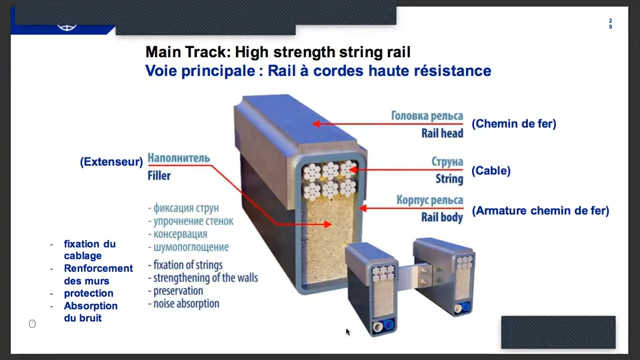 2
9
Main Track: High strength string rail
Voie principale : Rail à cordes haute résistance
Головка рельса
Rail head
(Chemin de fer)
(Extenseur)
Наполнитель
Filler
Струна
String
(Cable)
Корпус рельса
Rail body
(Armature chemin de fer)
- фиксация струн
- упрочнение стенок
- консервация
- шумопоглощение
- fixation of strings
- strengthening of the walls
- preservation
- noise absorption
- fixation du
cablage
- Renforcement
des murs
- protection
- Absorption
du bruit